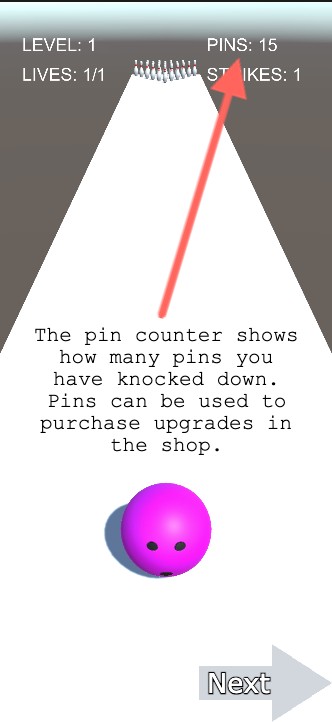 LEVEL: 1
PINS: 15
LIVES: 1/1
STRIKES: 1
The pin counter shows
how many pins you
have knocked down.
Pins can be used to
purchase upgrades in
the shop.
Next